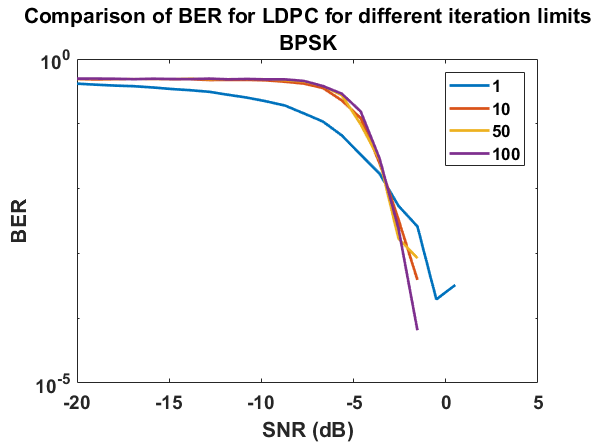 Comparison of BER for LDPC for different iteration limits
BPSK
10^0
1
10
50
100
BER
10^-5
-20 -15 -10 -5 0 5
SNR (dB)